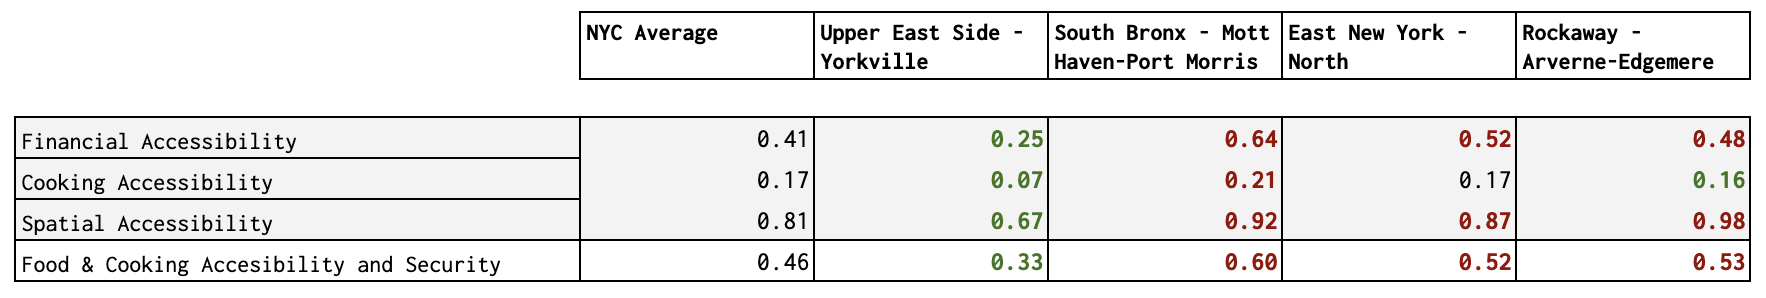 NYC Average Upper East Side - South Bronx - Mott East New York - Rockaway -
Yorkville Haven-Port Morris North Arverne-Edgemere
Financial Accessibility 0.41 0.25 0.64 0.52 0.48
Cooking Accessibility 0.17 0.07 0.21 0.17 0.16
Spatial Accessibility 0.81 0.67 0.92 0.87 0.98
Food & Cooking Accesibility and Security 0.46 0.33 0.60 0.52 0.53